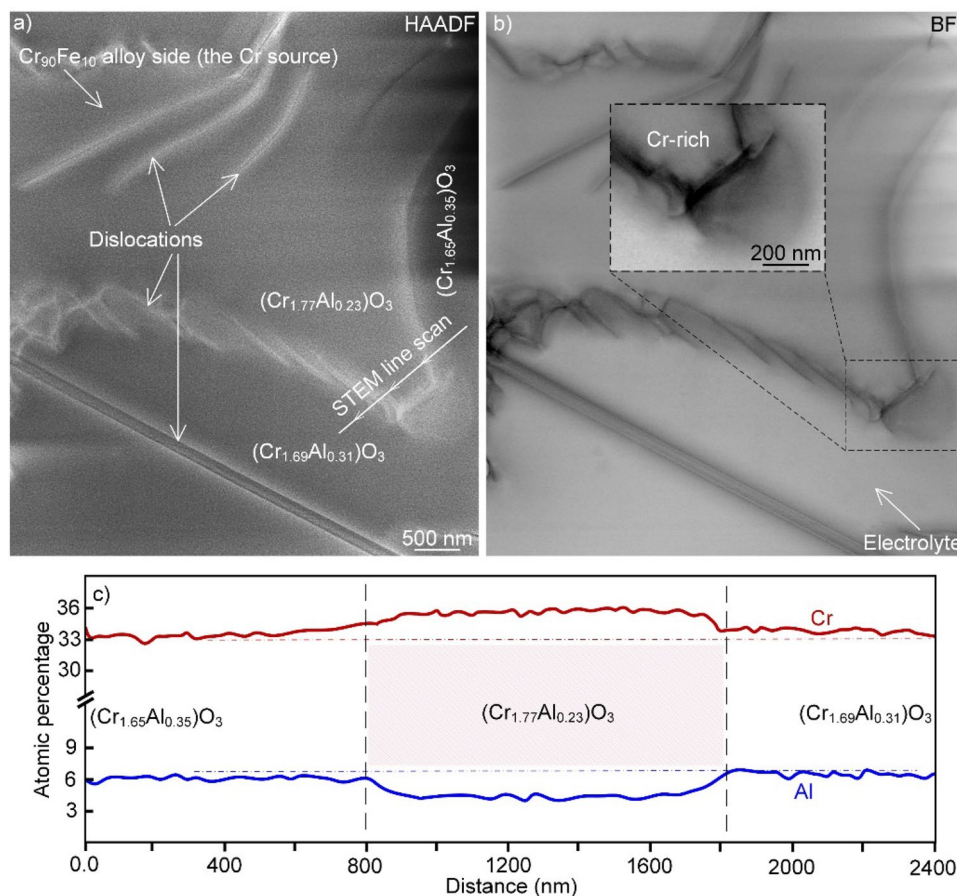 a)
HAADF
Cr90Fe10 alloy side (the Cr source)
Dislocations
(Cr1.65Al0.35)O3
(Cr1.77Al0.23)O3
STEM line scan
(Cr1.69Al0.31)O3
500 nm
b)
BF
Cr-rich
200 nm
Electrolyte
c)
Atomic percentage
36
33
30
9
6
3
Cr
(Cr1.65Al0.35)O3
(Cr1.77Al0.23)O3
(Cr1.69Al0.31)O3
Al
0.0 400 800 1200 1600 2000 2400
Distance (nm)